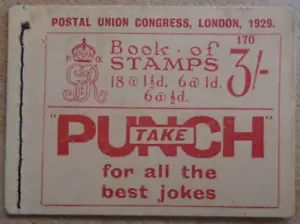 POSTAL UNION CONGRESS, LONDON, 1929.
170
Book of
STAMPS
18 @ 1½d. 6 @ 1d.
6 @ ½d.
3/-
"PUNCH"
TAKE
for all the
best jokes